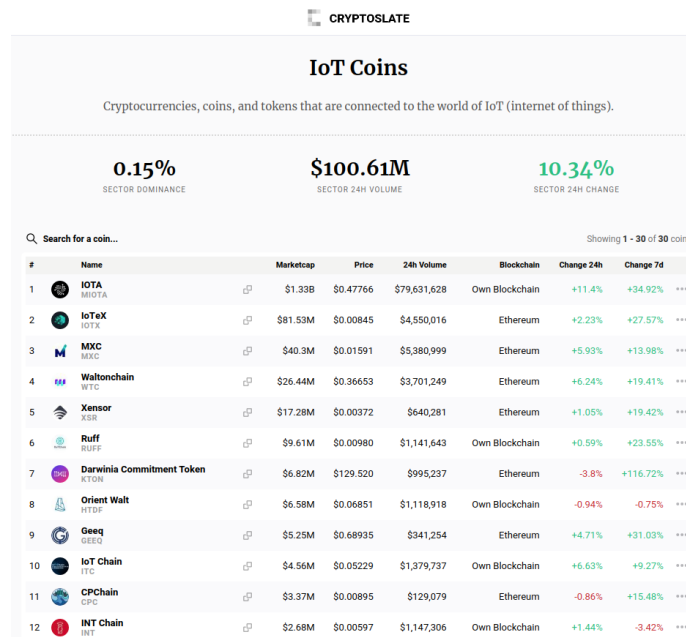 CRYPTOSLATE
IoT Coins
Cryptocurrencies, coins, and tokens that are connected to the world of IoT (internet of things).
0.15% $100.61M 10.34%
SECTOR DOMINANCE SECTOR 24H VOLUME SECTOR 24H CHANGE
Search for a coin... Showing 1 - 30 of 30 coin
# Name Marketcap Price 24h Volume Blockchain Change 24h Change 7d
1 IOTA $1.33B $0.47766 $79,631,628 Own Blockchain +11.4% +34.92%
MIOTA
2 IoTeX $81.53M $0.00845 $4,550,016 Ethereum +2.23% +27.57%
IOTX
3 MXC $40.3M $0.01591 $5,380,999 Ethereum +5.93% +13.98%
MXC
4 Waltonchain $26.44M $0.36653 $3,701,249 Ethereum +6.24% +19.41%
WTC
5 Xensor $17.28M $0.00372 $640,281 Ethereum +1.05% +19.42%
XSR
6 Ruff $9.61M $0.00980 $1,141,643 Own Blockchain +0.59% +23.55%
RUFF
7 Darwinia Commitment Token $6.82M $129.520 $995,237 Ethereum -3.8% +116.72%
KTON
8 Orient Walt $6.58M $0.06851 $1,118,918 Own Blockchain -0.94% -0.75%
HTDF
9 Geeq $5.25M $0.68935 $341,254 Ethereum +4.71% +31.03%
GEEQ
10 IoT Chain $4.56M $0.05229 $1,379,737 Own Blockchain +6.63% +9.27%
ITC
11 CPChain $3.37M $0.00895 $129,079 Ethereum -0.86% +15.48%
CPC
12 INT Chain $2.68M $0.00597 $1,147,306 Own Blockchain +1.44% -3.42%
INT